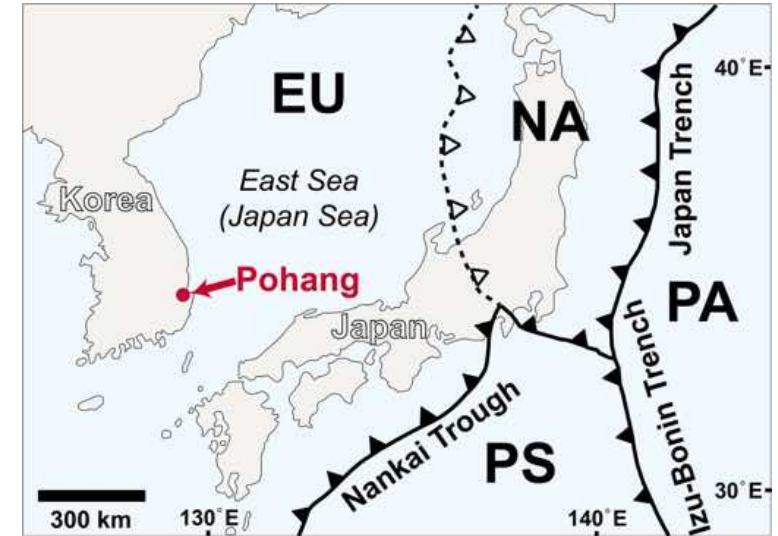 EU
NA
40°E
Japan Trench
East Sea
(Japan Sea)
Korea
Pohang
PA
Japan
Izu-Bonin Trench
Nankai Trough
PS
30°E
300 km
130°E
140°E